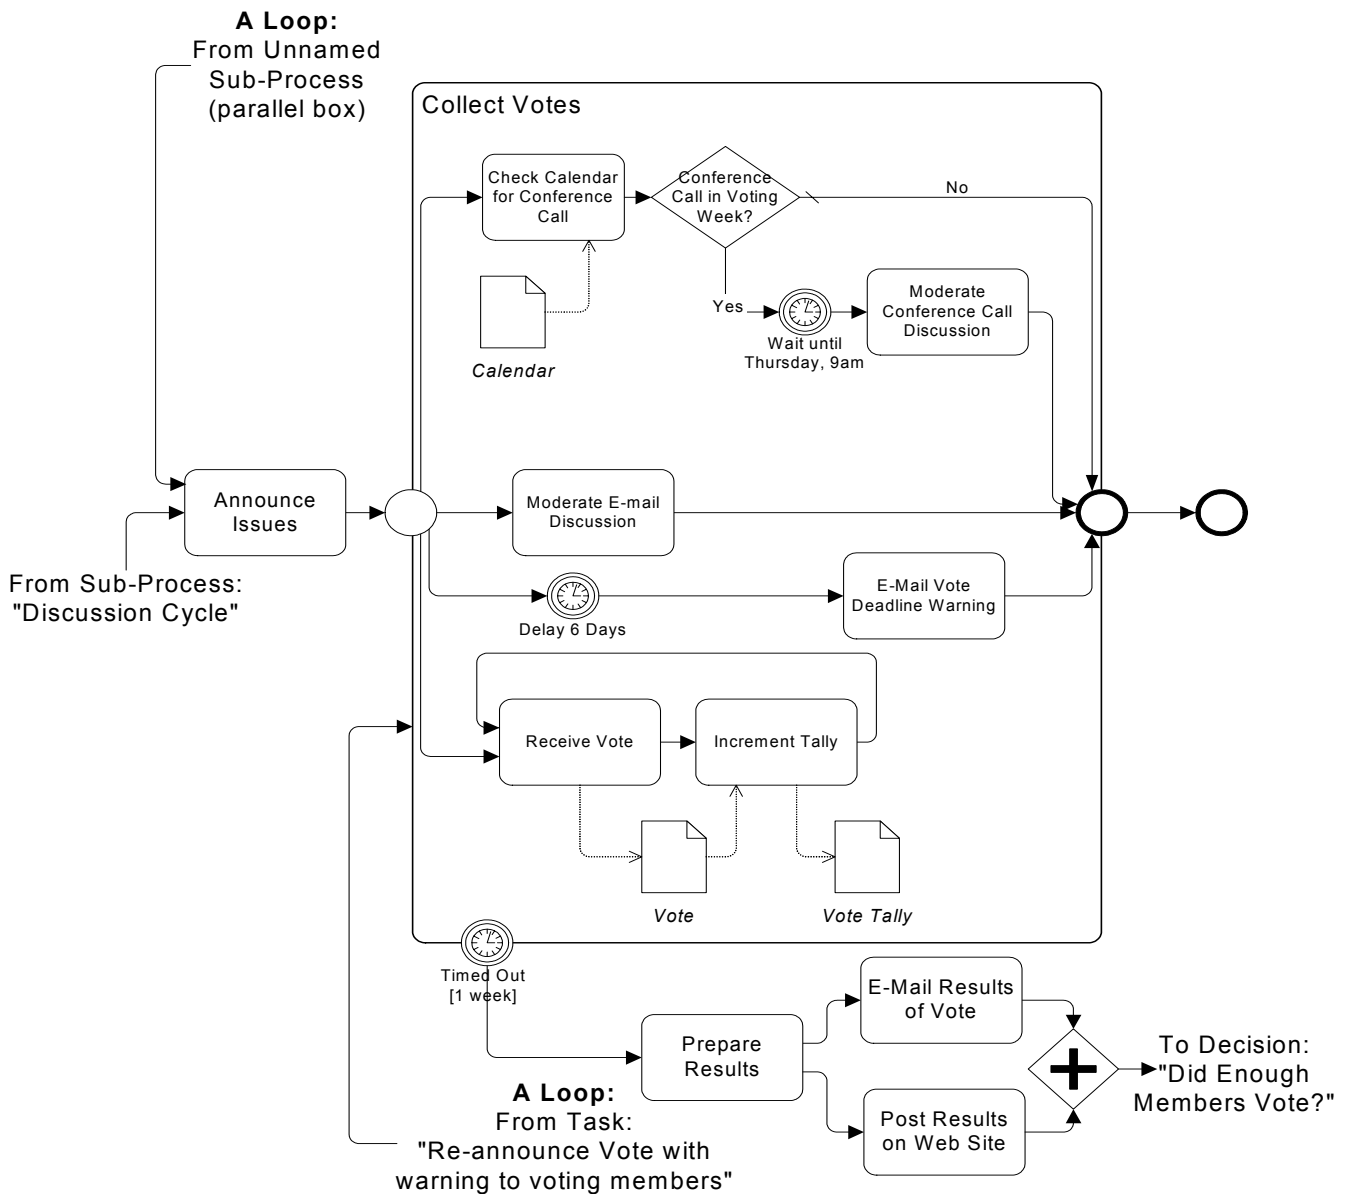 A Loop:
From Unnamed
Sub-Process
(parallel box)
Collect Votes
Check Calendar
for Conference
Call
Conference
Call in Voting
Week?
No
Calendar
Yes
Wait until
Thursday, 9am
Moderate
Conference Call
Discussion
Announce
Issues
Moderate E-mail
Discussion
From Sub-Process:
"Discussion Cycle"
Delay 6 Days
E-Mail Vote
Deadline Warning
Receive Vote
Increment Tally
Vote
Vote Tally
Timed Out
[1 week]
Prepare
Results
E-Mail Results
of Vote
Post Results
on Web Site
To Decision:
"Did Enough
Members Vote?"
A Loop:
From Task:
"Re-announce Vote with
warning to voting members"